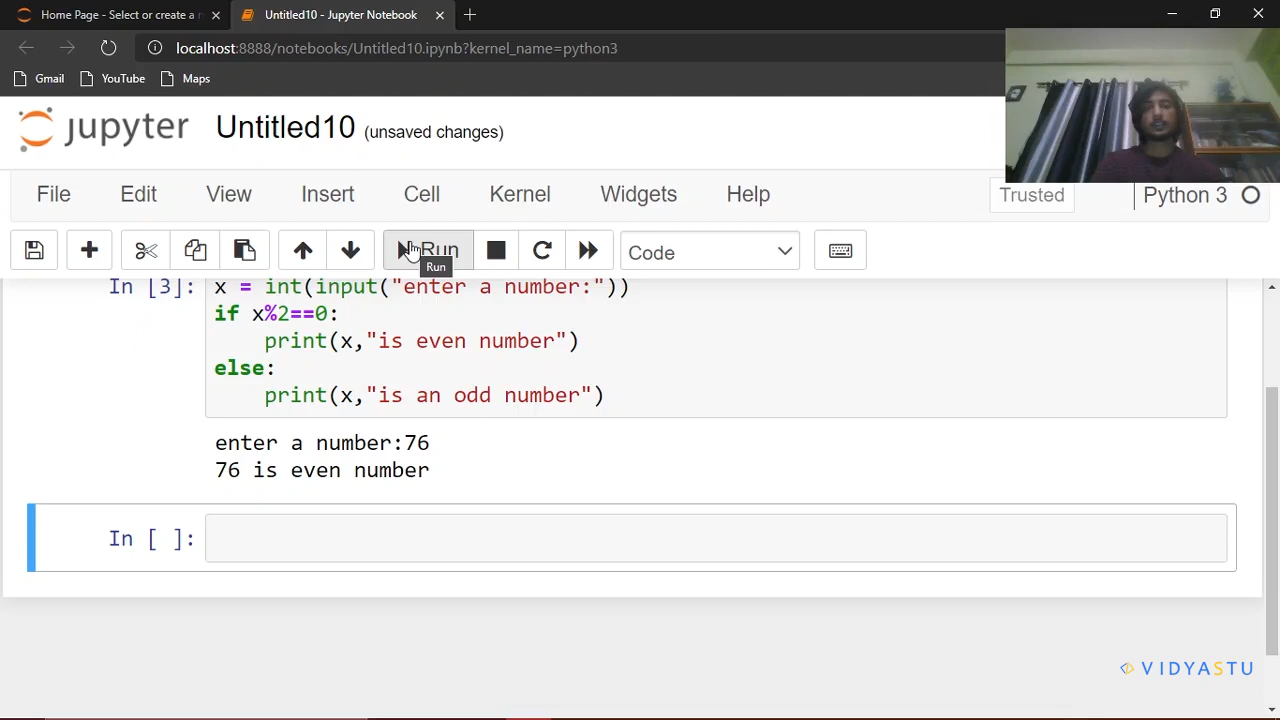 Home Page - Select or create a n
Untitled10 - Jupyter Notebook
localhost:8888/notebooks/Untitled10.ipynb?kernel_name=python3
Gmail YouTube Maps
jupyter Untitled10 (unsaved changes)
File Edit View Insert Cell Kernel Widgets Help Trusted Python 3
Run Code
Run
In [3]: x = int(input("enter a number:"))
if x%2==0:
print(x,"is even number")
else:
print(x,"is an odd number")
enter a number:76
76 is even number
In [ ]:
VIDYASTU